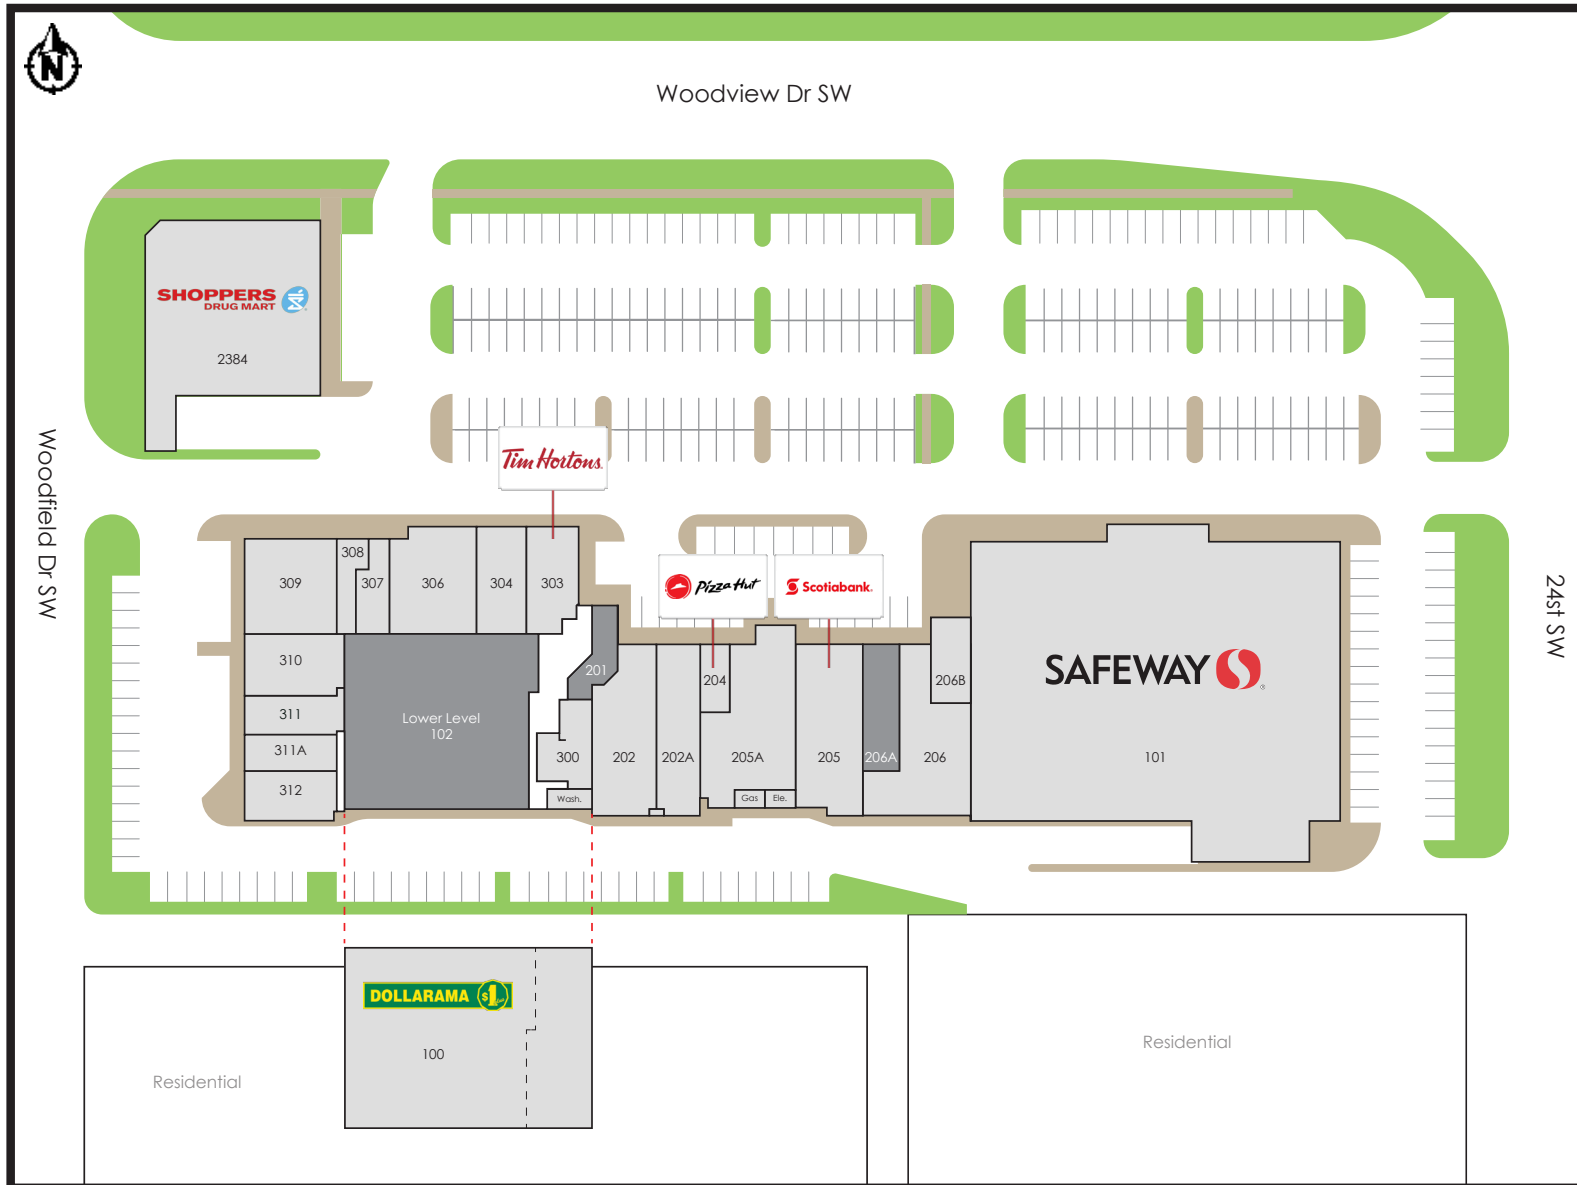 N
Woodview Dr SW
SHOPPERS
DRUG MART
2384
Woodfield Dr SW
Tim Hortons.
Pizza Hut
Scotiabank.
24st SW
309
308
307
306
304
303
310
311
311A
312
Lower Level
102
201
300
Wash.
202
202A
204
205A
Gas
Ele.
205
206A
206
206B
SAFEWAY
101
DOLLARAMA $1
100
Residential
Residential